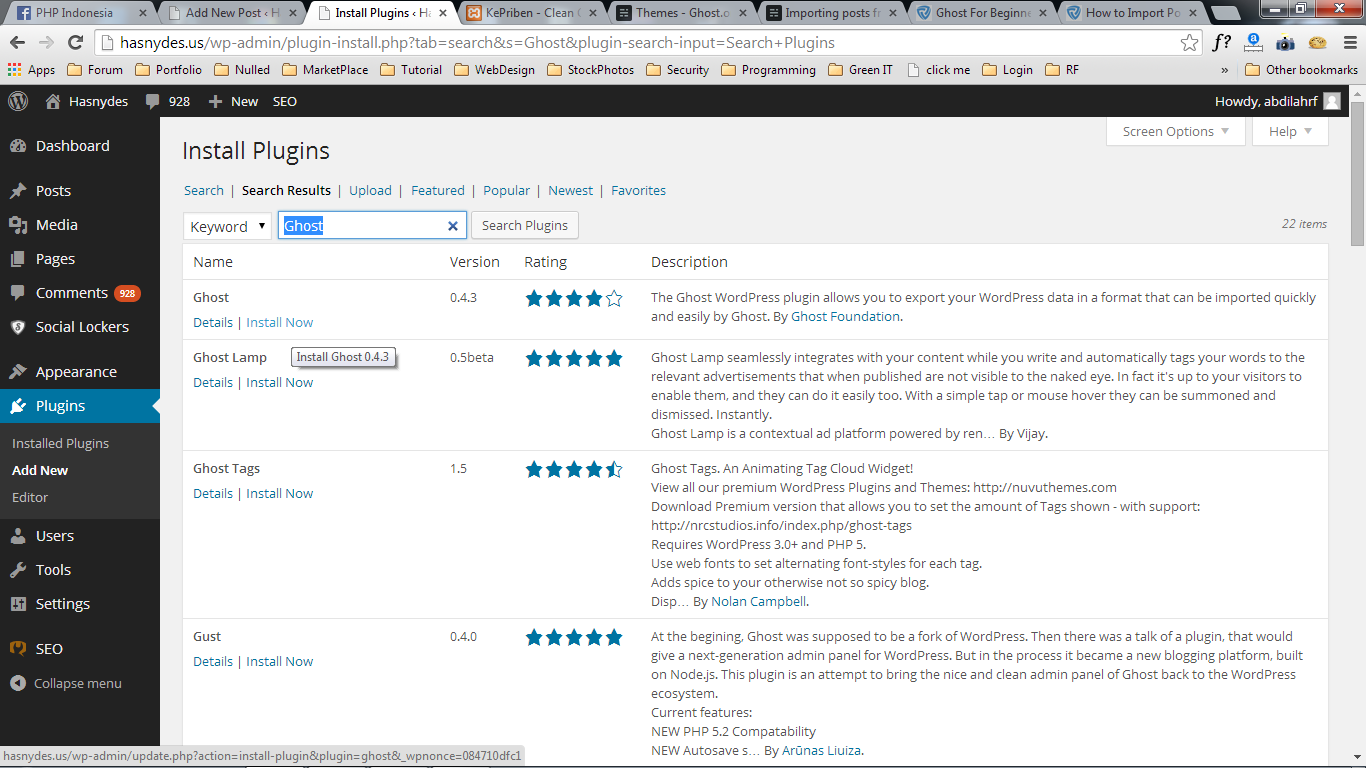 PHP Indonesia
Add New Post ‹ H
Install Plugins ‹ Ha
KePriben - Clean O
Themes - Ghost.o
Importing posts fr
Ghost For Beginne
How to Import Po
hasnydes.us/wp-admin/plugin-install.php?tab=search&s=Ghost&plugin-search-input=Search+Plugins
f?
Apps Forum Portfolio Nulled MarketPlace Tutorial WebDesign StockPhotos Security Programming Green IT click me Login RF » Other bookmarks
Hasnydes 928 + New SEO Howdy, abdilahrf
Dashboard
Posts
Media
Pages
Comments 928
Social Lockers
Appearance
Plugins
Installed Plugins
Add New
Editor
Users
Tools
Settings
SEO
Collapse menu
Screen Options Help
Install Plugins
Search | Search Results | Upload | Featured | Popular | Newest | Favorites
Keyword Ghost Search Plugins 22 items
Name Version Rating Description
Ghost 0.4.3
Details | Install Now
The Ghost WordPress plugin allows you to export your WordPress data in a format that can be imported quickly
and easily by Ghost. By Ghost Foundation.
Install Ghost 0.4.3
Ghost Lamp 0.5beta
Details | Install Now
Ghost Lamp seamlessly integrates with your content while you write and automatically tags your words to the
relevant advertisements that when published are not visible to the naked eye. In fact it's up to your visitors to
enable them, and they can do it easily too. With a simple tap or mouse hover they can be summoned and
dismissed. Instantly.
Ghost Lamp is a contextual ad platform powered by ren… By Vijay.
Ghost Tags 1.5
Details | Install Now
Ghost Tags. An Animating Tag Cloud Widget!
View all our premium WordPress Plugins and Themes: http://nuvuthemes.com
Download Premium version that allows you to set the amount of Tags shown - with support:
http://nrcstudios.info/index.php/ghost-tags
Requires WordPress 3.0+ and PHP 5.
Use web fonts to set alternating font-styles for each tag.
Adds spice to your otherwise not so spicy blog.
Disp… By Nolan Campbell.
Gust 0.4.0
Details | Install Now
At the begining, Ghost was supposed to be a fork of WordPress. Then there was a talk of a plugin, that would
give a next-generation admin panel for WordPress. But in the process it became a new blogging platform, built
on Node.js. This plugin is an attempt to bring the nice and clean admin panel of Ghost back to the WordPress
ecosystem.
Current features:
NEW PHP 5.2 Compatibility
NEW Autosave s… By Arūnas Liuiza.
hasnydes.us/wp-admin/update.php?action=install-plugin&plugin=ghost&_wpnonce=084710dfc1